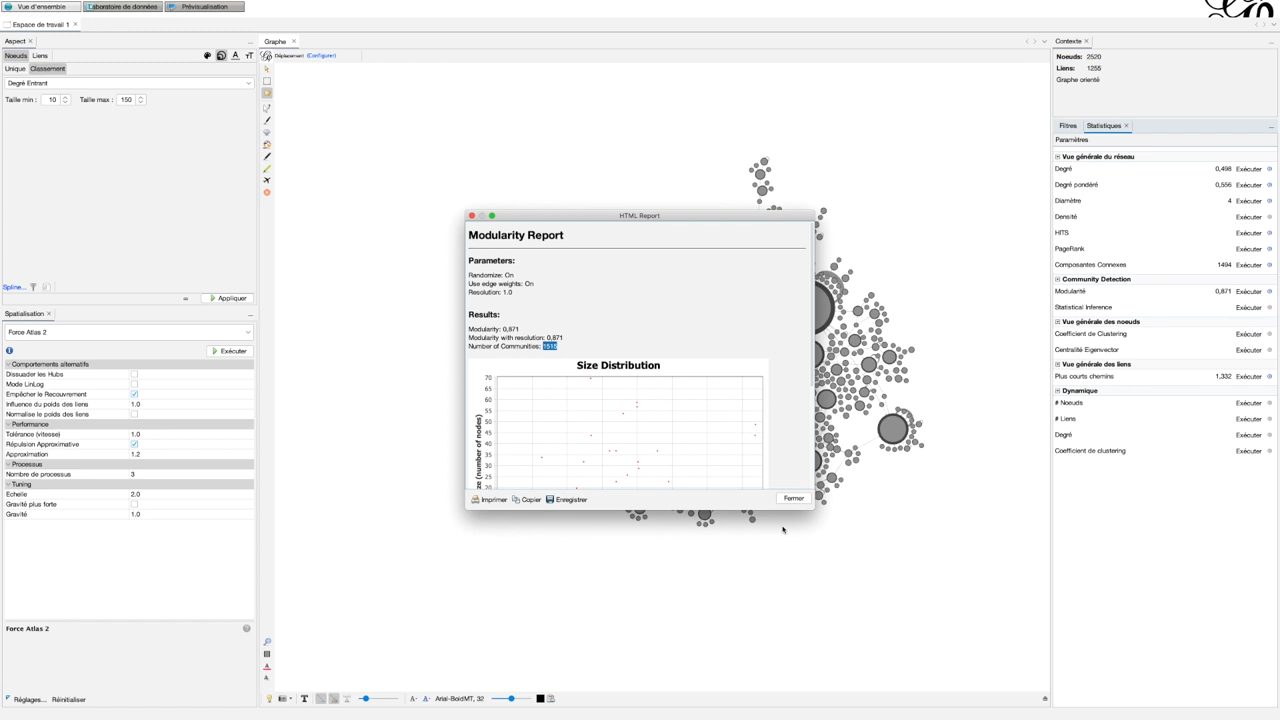 Vue d'ensemble
Laboratoire de données
Prévisualisation
Espace de travail 1
Aspect
Noeuds Liens
Unique Classement
Degré Entrant
Taille min : 10 Taille max : 150
Spline...
Appliquer
Spatialisation
Force Atlas 2
Exécuter
Comportements alternatifs
Dissuader les Hubs
Mode LinLog
Empêcher le Recouvrement
Influence du poids des liens 1.0
Normalise le poids des liens
Performance
Tolérance (vitesse) 1.0
Répulsion Approximative
Approximation 1.2
Processus
Nombre de processus 3
Tuning
Echelle 2.0
Gravité plus forte
Gravité 1.0
Force Atlas 2
Réglages... Réinitialiser
Graphe
Déplacement (Configurer)
HTML Report
Modularity Report
Parameters:
Randomize: On
Use edge weights: On
Resolution: 1.0
Results:
Modularity: 0,871
Modularity with resolution: 0,871
Number of Communities: 1515
Size Distribution
70
65
60
55
50
45
40
35
30
25
20
ze (number of nodes)
Imprimer Copier Enregistrer
Fermer
Arial-BoldMT, 32
Contexte
Noeuds: 2520
Liens: 1255
Graphe orienté
Filtres Statistiques
Paramètres
Vue générale du réseau
Degré 0,498 Exécuter
Degré pondéré 0,556 Exécuter
Diamètre 4 Exécuter
Densité Exécuter
HITS Exécuter
PageRank Exécuter
Composantes Connexes 1494 Exécuter
Community Detection
Modularité 0,871 Exécuter
Statistical Inference Exécuter
Vue générale des noeuds
Coefficient de Clustering Exécuter
Centralité Eigenvector Exécuter
Vue générale des liens
Plus courts chemins 1,332 Exécuter
Dynamique
# Noeuds Exécuter
# Liens Exécuter
Degré Exécuter
Coefficient de clustering Exécuter